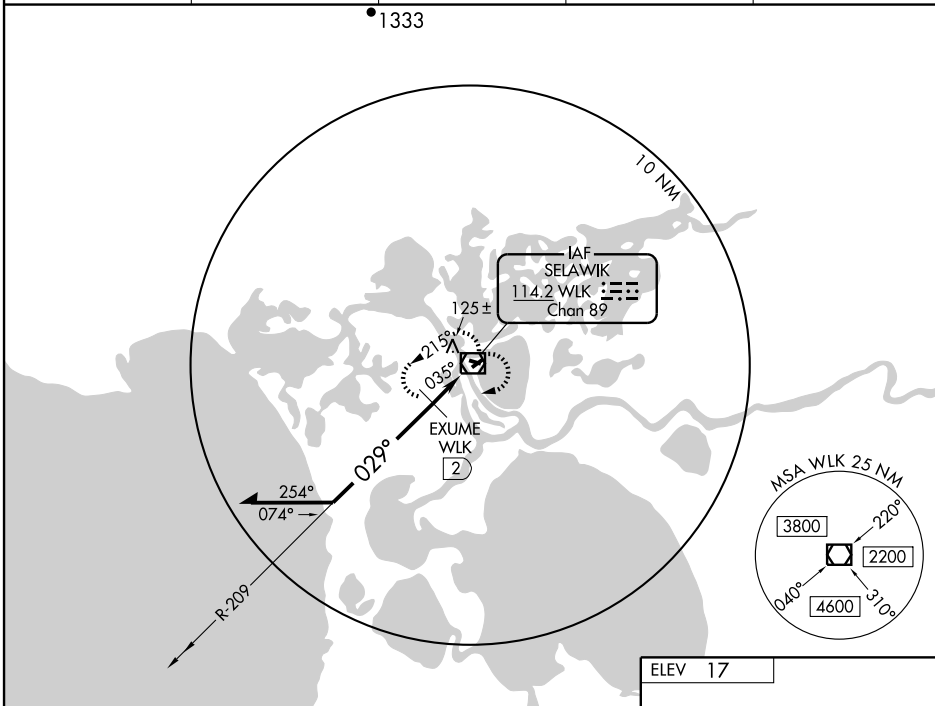 1333
10 NM
IAF
SELAWIK
114.2 WLK
Chan 89
125 ±
215°
035°
EXUME
WLK
2
029°
254°
074°
R-209
MSA WLK 25 NM
3800
220°
2200
040°
4600
310°
ELEV 17